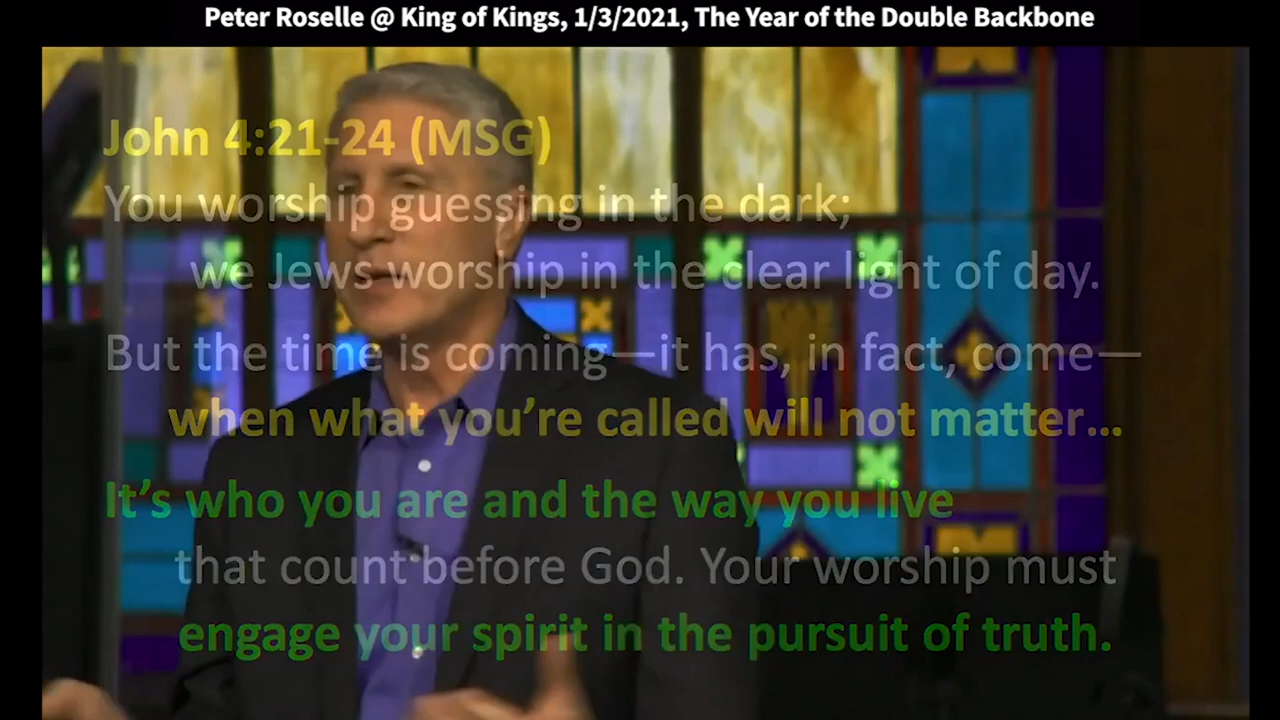 Peter Roselle @ King of Kings, 1/3/2021, The Year of the Double Backbone
John 4:21-24 (MSG)
You worship guessing in the dark;
we Jews worship in the clear light of day.
But the time is coming—it has, in fact, come—
when what you're called will not matter...
It's who you are and the way you live
that count before God. Your worship must
engage your spirit in the pursuit of truth.